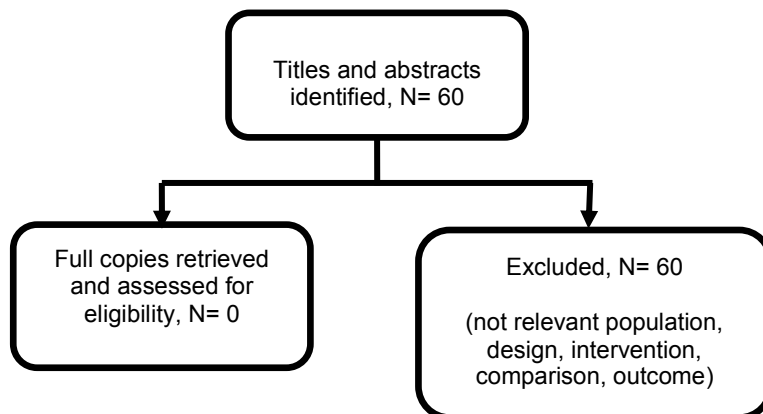 Titles and abstracts
identified, N= 60
Full copies retrieved
and assessed for
eligibility, N= 0
Excluded, N= 60
(not relevant population,
design, intervention,
comparison, outcome)